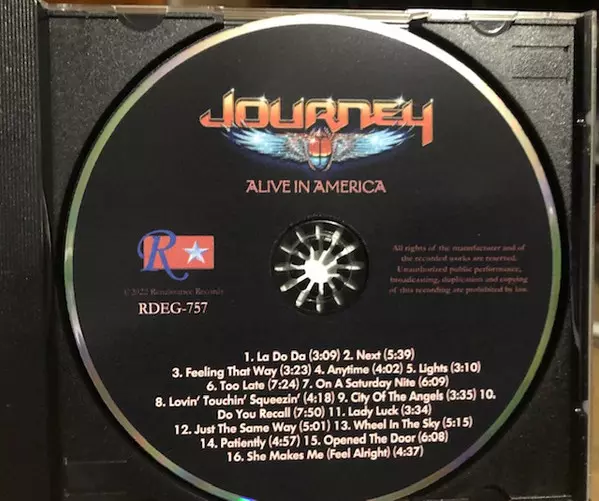 JOURNEY
ALIVE IN AMERICA
R
©2022 Renaissance Records
RDEG-757
All rights of the manufacturer and of
the recorded works are reserved.
Unauthorized public performance,
broadcasting, duplication and copying
of this recording are prohibited by law.
1. La Do Da (3:09) 2. Next (5:39)
3. Feeling That Way (3:23) 4. Anytime (4:02) 5. Lights (3:10)
6. Too Late (7:24) 7. On A Saturday Nite (6:09)
8. Lovin' Touchin' Squeezin' (4:18) 9. City Of The Angels (3:35) 10.
Do You Recall (7:50) 11. Lady Luck (3:34)
12. Just The Same Way (5:01) 13. Wheel In The Sky (5:15)
14. Patiently (4:57) 15. Opened The Door (6:08)
16. She Makes Me (Feel Alright) (4:37)